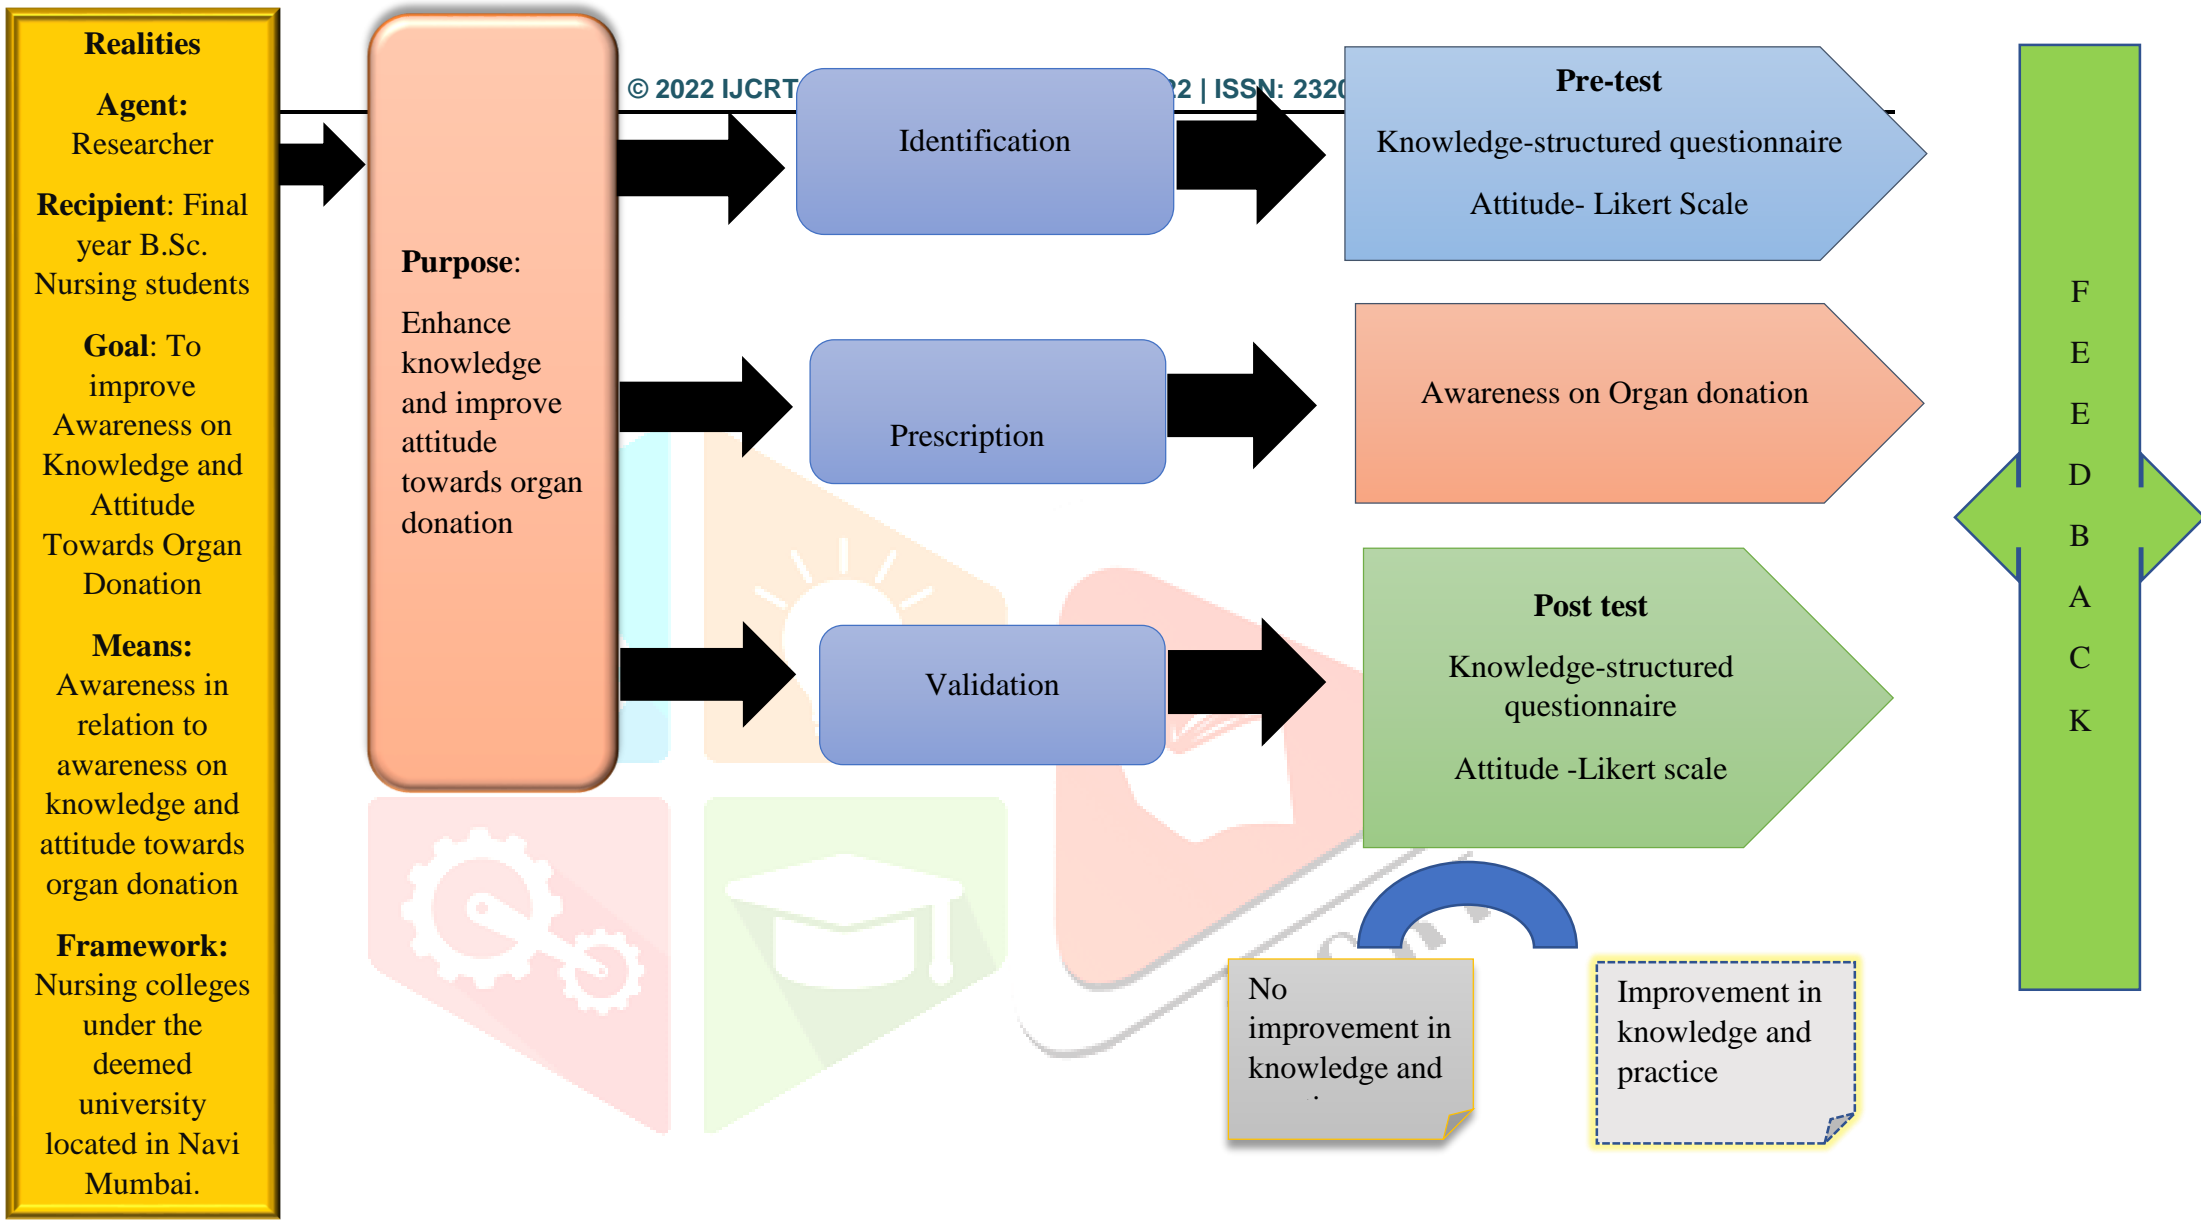 Realities
Agent:
Researcher
Recipient: Final
year B.Sc.
Nursing students
Goal: To
improve
Awareness on
Knowledge and
Attitude
Towards Organ
Donation
Means:
Awareness in
relation to
awareness on
knowledge and
attitude towards
organ donation
Framework:
Nursing colleges
under the
deemed
university
located in Navi
Mumbai.
Purpose:
Enhance
knowledge
and improve
attitude
towards organ
donation
© 2022 IJCRT
22 | ISSN: 2320
Identification
Prescription
Validation
Pre-test
Knowledge-structured questionnaire
Attitude- Likert Scale
Awareness on Organ donation
Post test
Knowledge-structured
questionnaire
Attitude -Likert scale
No
improvement in
knowledge and
Improvement in
knowledge and
practice
F
E
E
D
B
A
C
K